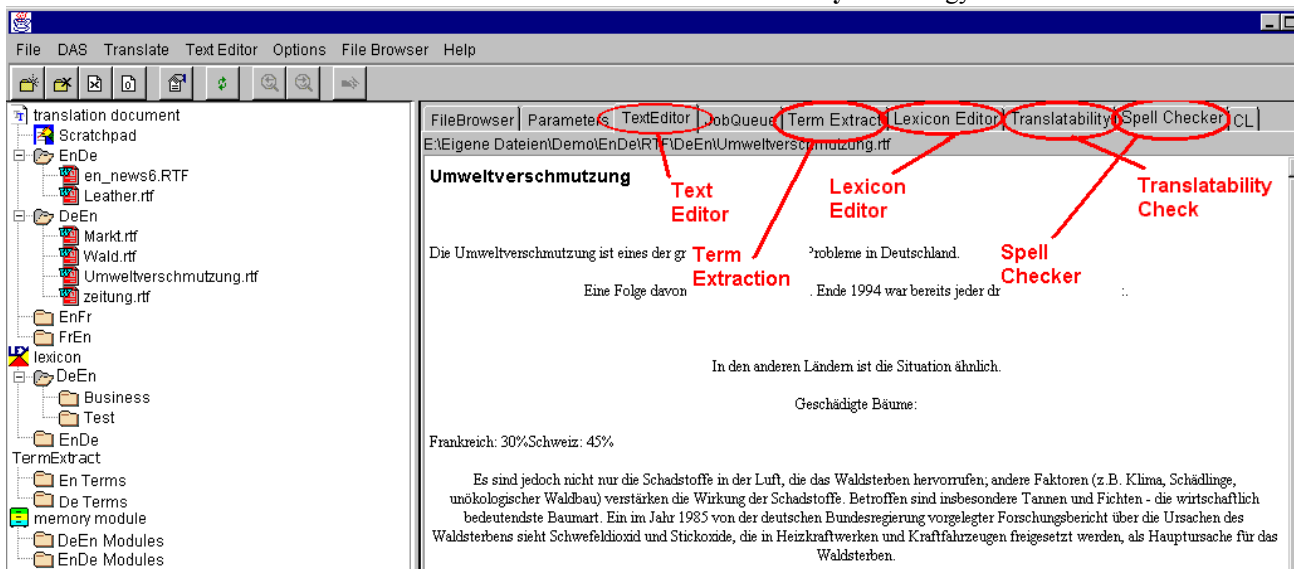 File DAS Translate Text Editor Options File Browser Help
translation document
Scratchpad
EnDe
en_news6.RTF
Leather.rtf
DeEn
Markt.rtf
Wald.rtf
Umweltverschmutzung.rtf
zeitung.rtf
EnFr
FrEn
LEX lexicon
DeEn
Business
Test
EnDe
TermExtract
En Terms
De Terms
memory module
DeEn Modules
EnDe Modules
FileBrowser Parameters TextEditor JobQueue Term Extract Lexicon Editor Translatability Spell Checker CL
E:\Eigene Dateien\Demo\EnDe\RTF\DeEn\Umweltverschmutzung.rtf
Umweltverschmutzung
Text
Editor
Lexicon
Editor
Translatability
Check
Die Umweltverschmutzung ist eines der gr Probleme in Deutschland.
Term
Extraction
Spell
Checker
Eine Folge davon . Ende 1994 war bereits jeder dr :.
In den anderen Ländern ist die Situation ähnlich.
Geschädigte Bäume:
Frankreich: 30%Schweiz: 45%
Es sind jedoch nicht nur die Schadstoffe in der Luft, die das Waldsterben hervorrufen; andere Faktoren (z.B. Klima, Schädlinge,
unökologischer Waldbau) verstärken die Wirkung der Schadstoffe. Betroffen sind insbesondere Tannen und Fichten - die wirtschaftlich
bedeutendste Baumart. Ein im Jahr 1985 von der deutschen Bundesregierung vorgelegter Forschungsbericht über die Ursachen des
Waldsterbens sieht Schwefeldioxid und Stickoxide, die in Heizkraftwerken und Kraftfahrzeugen freigesetzt werden, als Hauptursache für das
Waldsterben.